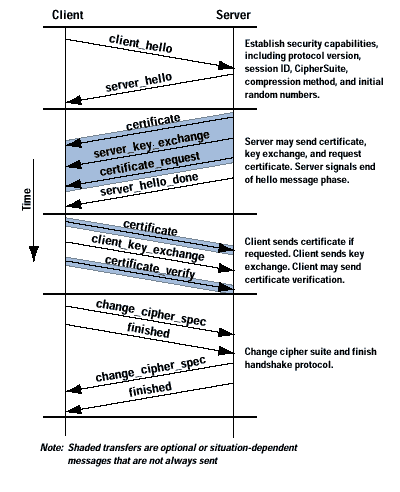 Client Server
client_hello
server_hello
Establish security capabilities,
including protocol version,
session ID, CipherSuite,
compression method, and initial
random numbers.
certificate
server_key_exchange
certificate_request
server_hello_done
Server may send certificate,
key exchange, and request
certificate. Server signals end
of hello message phase.
Time
certificate
client_key_exchange
certificate_verify
Client sends certificate if
requested. Client sends key
exchange. Client may send
certificate verification.
change_cipher_spec
finished
change_cipher_spec
finished
Change cipher suite and finish
handshake protocol.
Note: Shaded transfers are optional or situation-dependent
messages that are not always sent